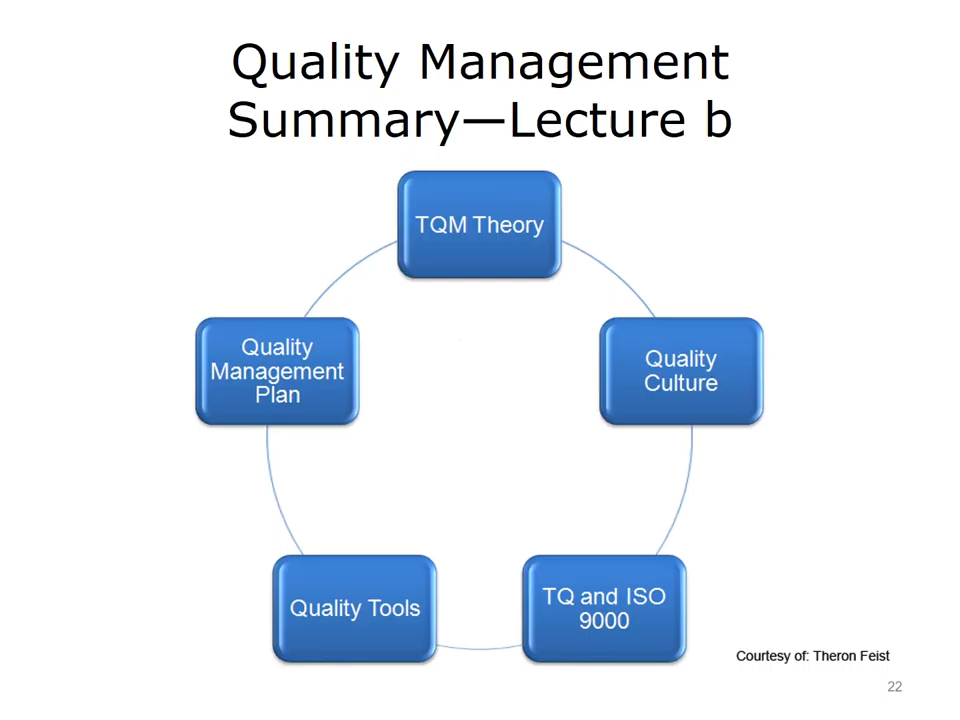 Quality Management
Summary—Lecture b
TQM Theory
Quality
Culture
TQ and ISO
9000
Quality Tools
Quality
Management
Plan
Courtesy of: Theron Feist
22